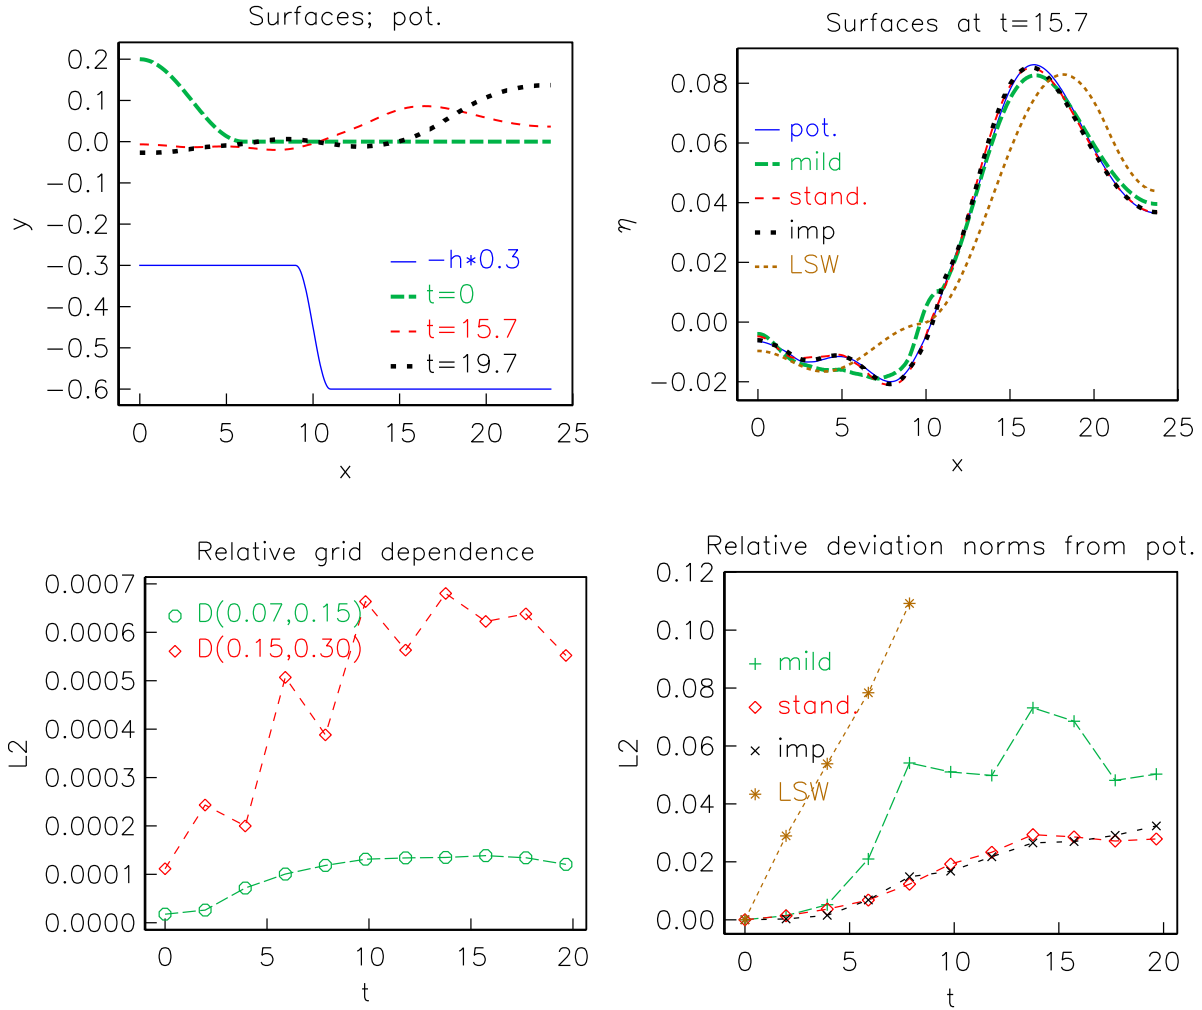 Surfaces; pot.
0.2
0.1
0.0
−0.1
−0.2
−0.3
−0.4
−0.5
−0.6
y
−h*0.3
t=0
t=15.7
t=19.7
0 5 10 15 20 25
x
Surfaces at t=15.7
0.08
0.06
0.04
0.02
0.00
−0.02
η
pot.
mild
stand.
imp
LSW
0 5 10 15 20 25
x
Relative grid dependence
0.0007
0.0006
0.0005
0.0004
0.0003
0.0002
0.0001
0.0000
L2
D(0.07,0.15)
D(0.15,0.30)
0 5 10 15 20
t
Relative deviation norms from pot.
0.12
0.10
0.08
0.06
0.04
0.02
0.00
L2
mild
stand.
imp
LSW
0 5 10 15 20
t